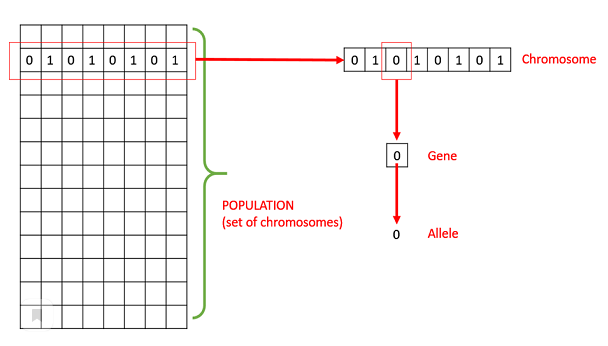 0 1 0 1 0 1 0 1
0 1 0 1 0 1 0 1 Chromosome
0 Gene
POPULATION
(set of chromosomes)
0 Allele